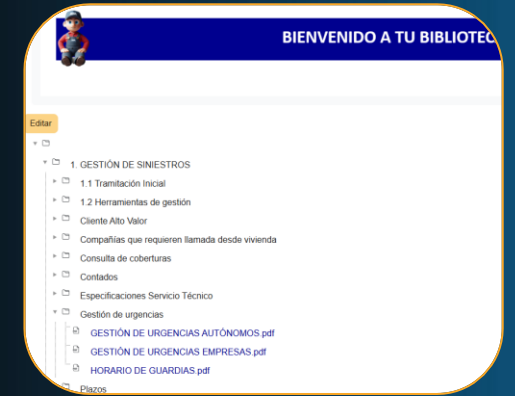 BIENVENIDO A TU
Editar
1. GESTIÓN DE SINIESTROS
1.1 Tramitación Inicial
1.2 Herramientas de gestión
Cliente Alto Valor
Compañías que requieren llamada desde vivienda
Consulta de coberturas
Contados
Especificaciones Servicio Técnico
Gestión de urgencias
GESTIÓN DE URGENCIAS AUTÓNOMOS.pdf
GESTIÓN DE URGENCIAS EMPRESAS.pdf
HORARIO DE GUARDIAS.pdf
Plazos